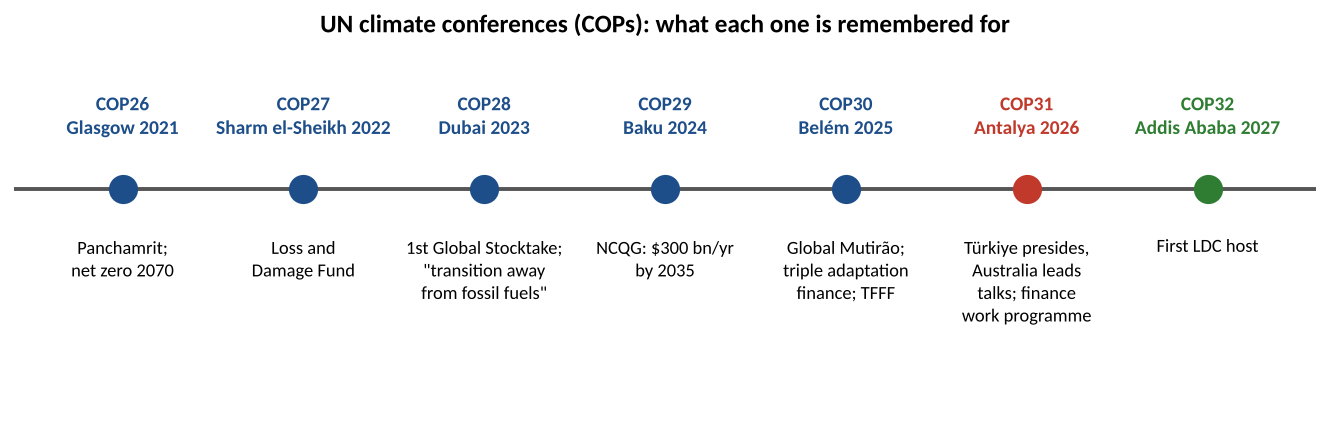 UN climate conferences (COPs): what each one is remembered for
COP26
Glasgow 2021
Panchamrit;
net zero 2070
COP27
Sharm el-Sheikh 2022
Loss and
Damage Fund
COP28
Dubai 2023
1st Global Stocktake;
"transition away
from fossil fuels"
COP29
Baku 2024
NCQG: $300 bn/yr
by 2035
COP30
Belém 2025
Global Mutirão;
triple adaptation
finance; TFFF
COP31
Antalya 2026
Türkiye presides,
Australia leads
talks; finance
work programme
COP32
Addis Ababa 2027
First LDC host